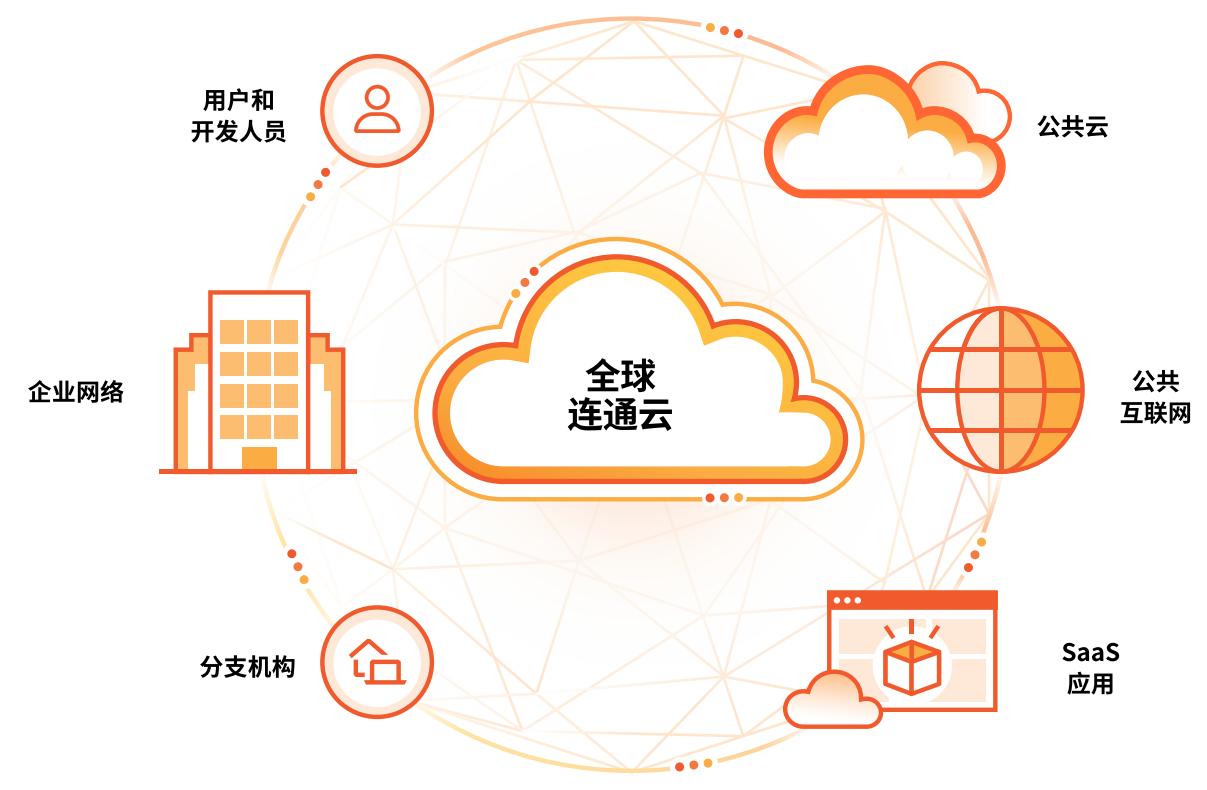 用户和
开发人员
公共云
企业网络
全球
连通云
公共
互联网
分支机构
SaaS
应用